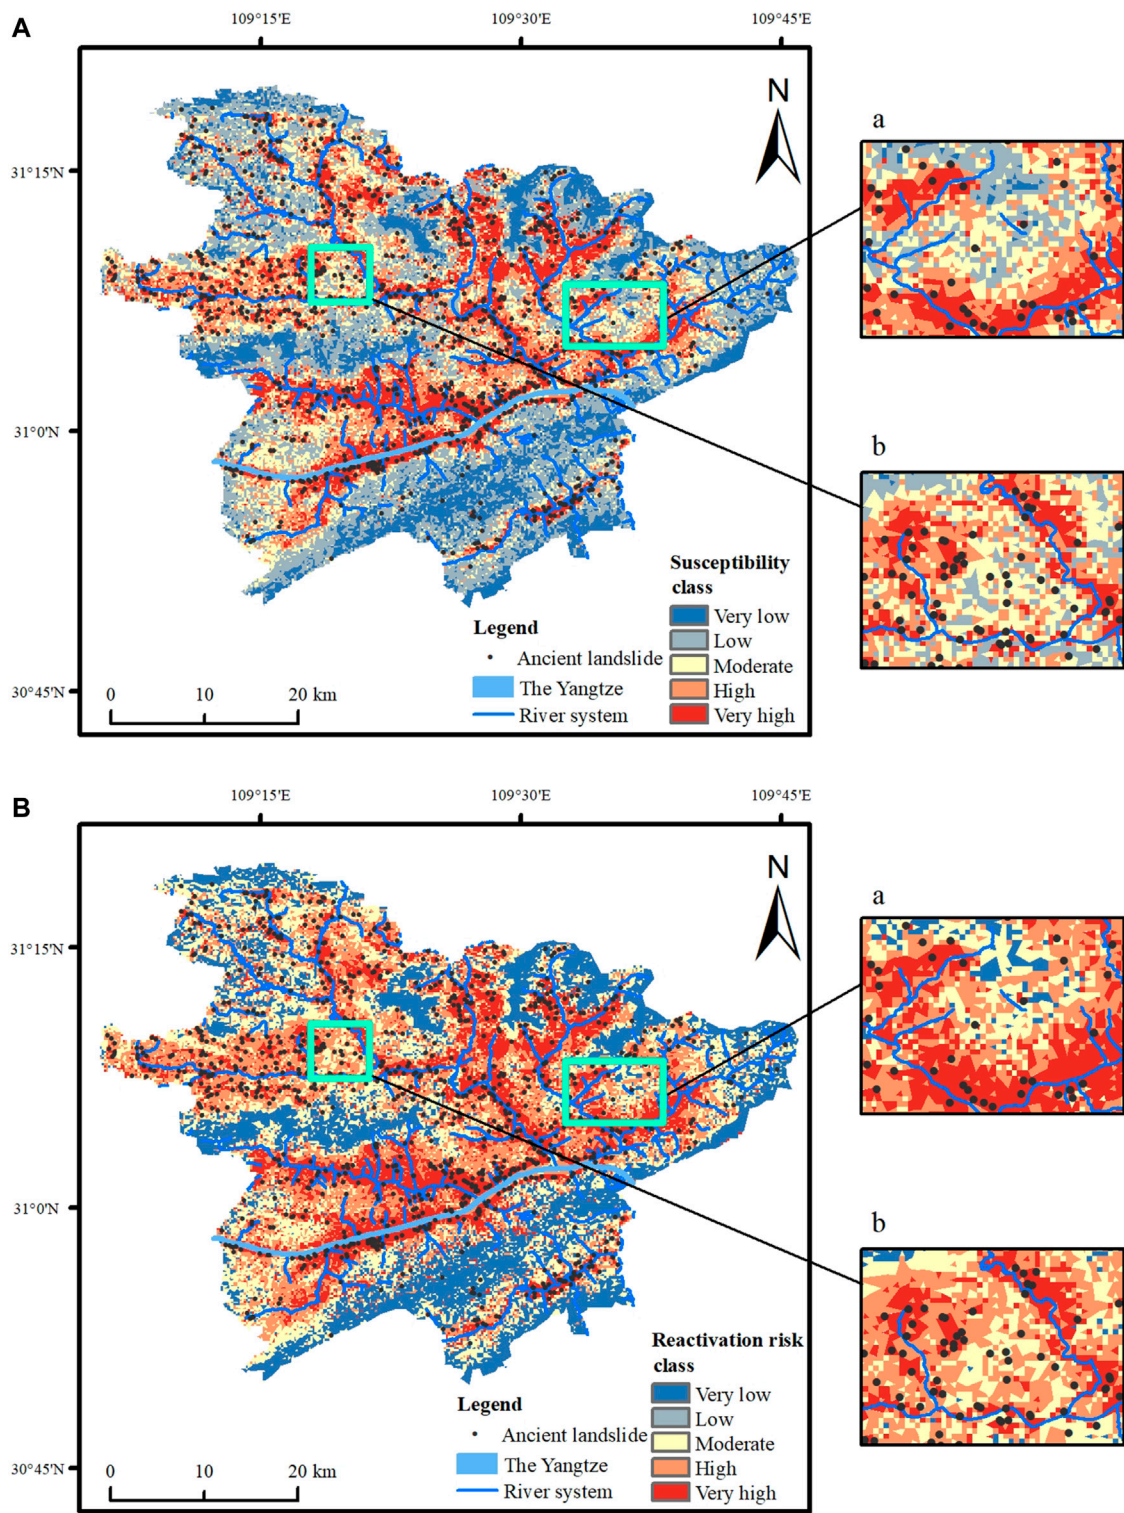 A
109°15'E
109°30'E
109°45'E
N
31°15'N
31°0'N
30°45'N
a
b
Susceptibility
class
Very low
Low
Moderate
High
Very high
Legend
Ancient landslide
The Yangtze
River system
0
10
20 km
B
109°15'E
109°30'E
109°45'E
N
31°15'N
31°0'N
30°45'N
a
b
Reactivation risk
class
Very low
Low
Moderate
High
Very high
Legend
Ancient landslide
The Yangtze
River system
0
10
20 km